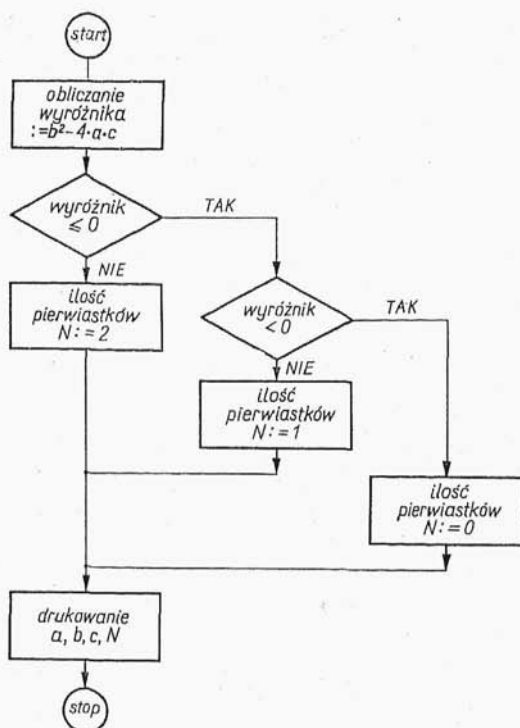 start
obliczanie
wyróżnika
:=b²-4·a·c
wyróżnik
≤ 0
TAK
NIE
ilość
pierwiastków
N:=2
wyróżnik
< 0
TAK
NIE
ilość
pierwiastków
N:=1
ilość
pierwiastków
N:=0
drukowanie
a, b, c, N
stop